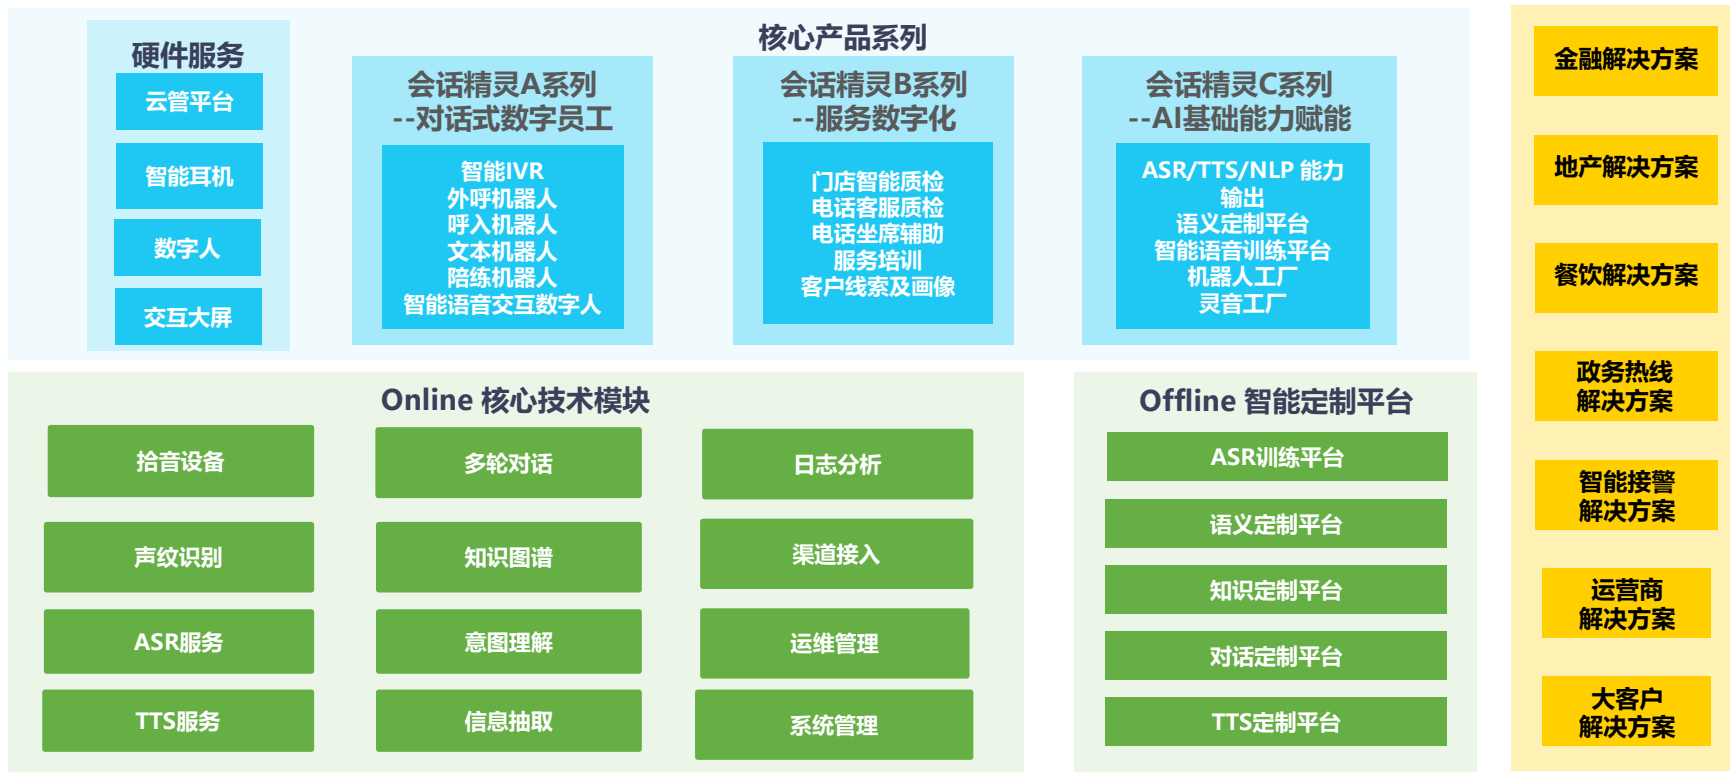 核心产品系列
硬件服务
云管平台
智能耳机
数字人
交互大屏
会话精灵A系列
--对话式数字员工
智能IVR
外呼机器人
呼入机器人
文本机器人
陪练机器人
智能语音交互数字人
会话精灵B系列
--服务数字化
门店智能质检
电话客服质检
电话坐席辅助
服务培训
客户线索及画像
会话精灵C系列
--AI基础能力赋能
ASR/TTS/NLP 能力
输出
语义定制平台
智能语音训练平台
机器人工厂
灵音工厂
Online 核心技术模块
拾音设备
多轮对话
日志分析
声纹识别
知识图谱
渠道接入
ASR服务
意图理解
运维管理
TTS服务
信息抽取
系统管理
Offline 智能定制平台
ASR训练平台
语义定制平台
知识定制平台
对话定制平台
TTS定制平台
金融解决方案
地产解决方案
餐饮解决方案
政务热线
解决方案
智能接警
解决方案
运营商
解决方案
大客户
解决方案